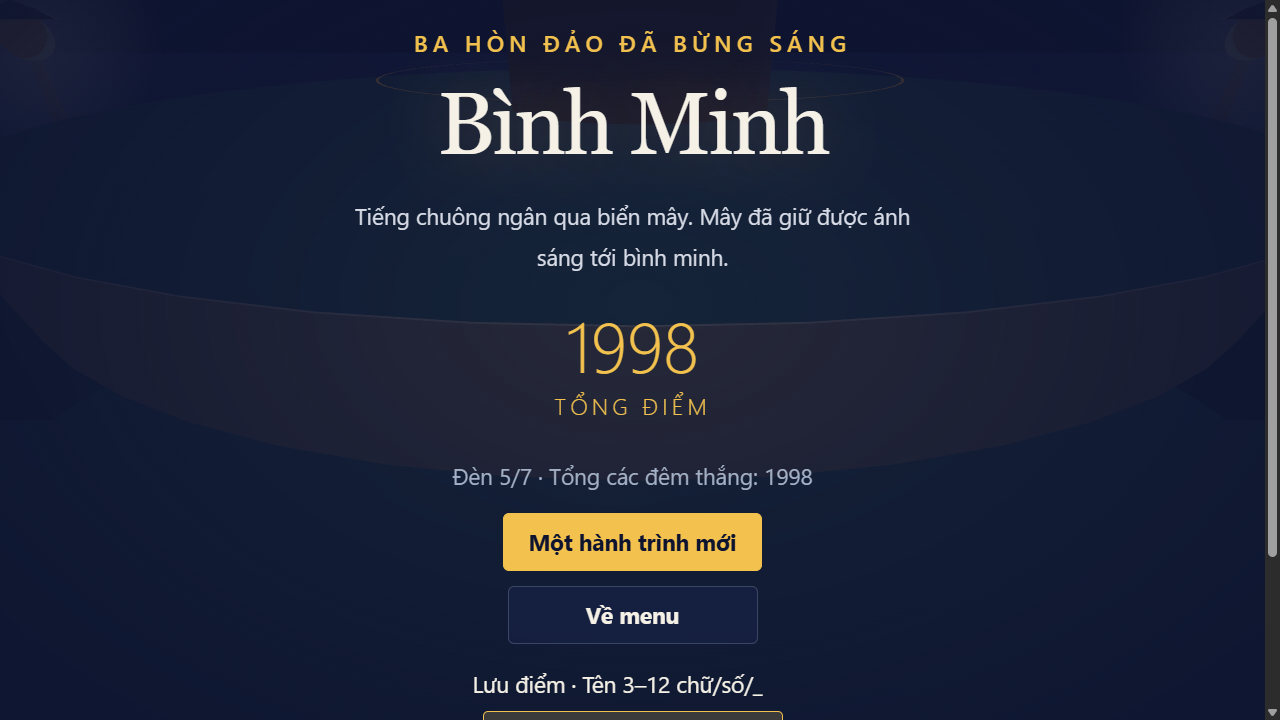 BA HÒN ĐẢO ĐÃ BỪNG SÁNG
Bình Minh
Tiếng chuông ngân qua biển mây. Mây đã giữ được ánh
sáng tới bình minh.
1998
TỔNG ĐIỂM
Đèn 5/7 · Tổng các đêm thắng: 1998
Một hành trình mới
Về menu
Lưu điểm · Tên 3–12 chữ/số/_